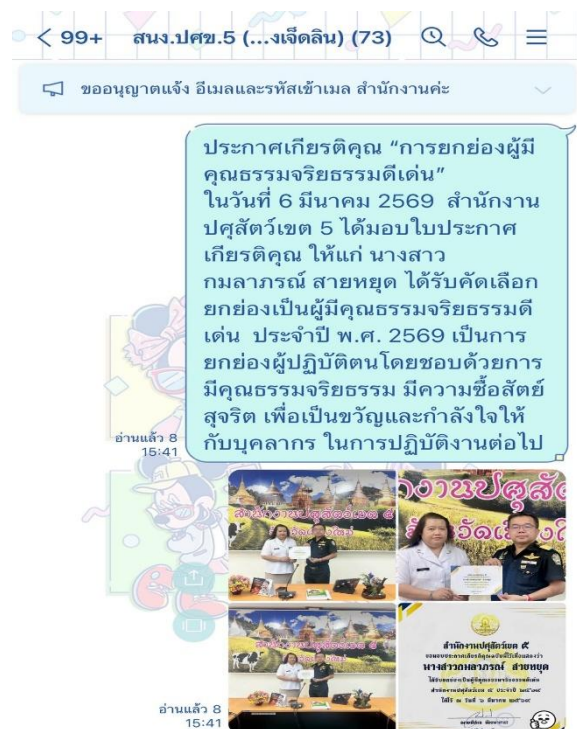 99+ สนง.ปศข.5 (...งเจ็ดลิน) (73)
ขออนุญาตแจ้ง อีเมลและรหัสเข้าเมล สำนักงานค่ะ
ประกาศเกียรติคุณ “การยกย่องผู้มี
คุณธรรมจริยธรรมดีเด่น”
ในวันที่ 6 มีนาคม 2569 สำนักงาน
ปศุสัตว์เขต 5 ได้มอบใบประกาศ
เกียรติคุณ ให้แก่ นางสาว
กมลาภรณ์ สายหยุด ได้รับคัดเลือก
ยกย่องเป็นผู้มีคุณธรรมจริยธรรมดี
เด่น ประจำปี พ.ศ. 2569 เป็นการ
ยกย่องผู้ปฏิบัติตนโดยชอบด้วยการ
มีคุณธรรมจริยธรรม มีความซื่อสัตย์
สุจริต เพื่อเป็นขวัญและกำลังใจให้
กับบุคลากร ในการปฏิบัติงานต่อไป
อ่านแล้ว 8
15:41
สำนักงานปศุสัตว์เขต ๕
นางสาวกมลาภรณ์ สายหยุด
อ่านแล้ว 8
15:41